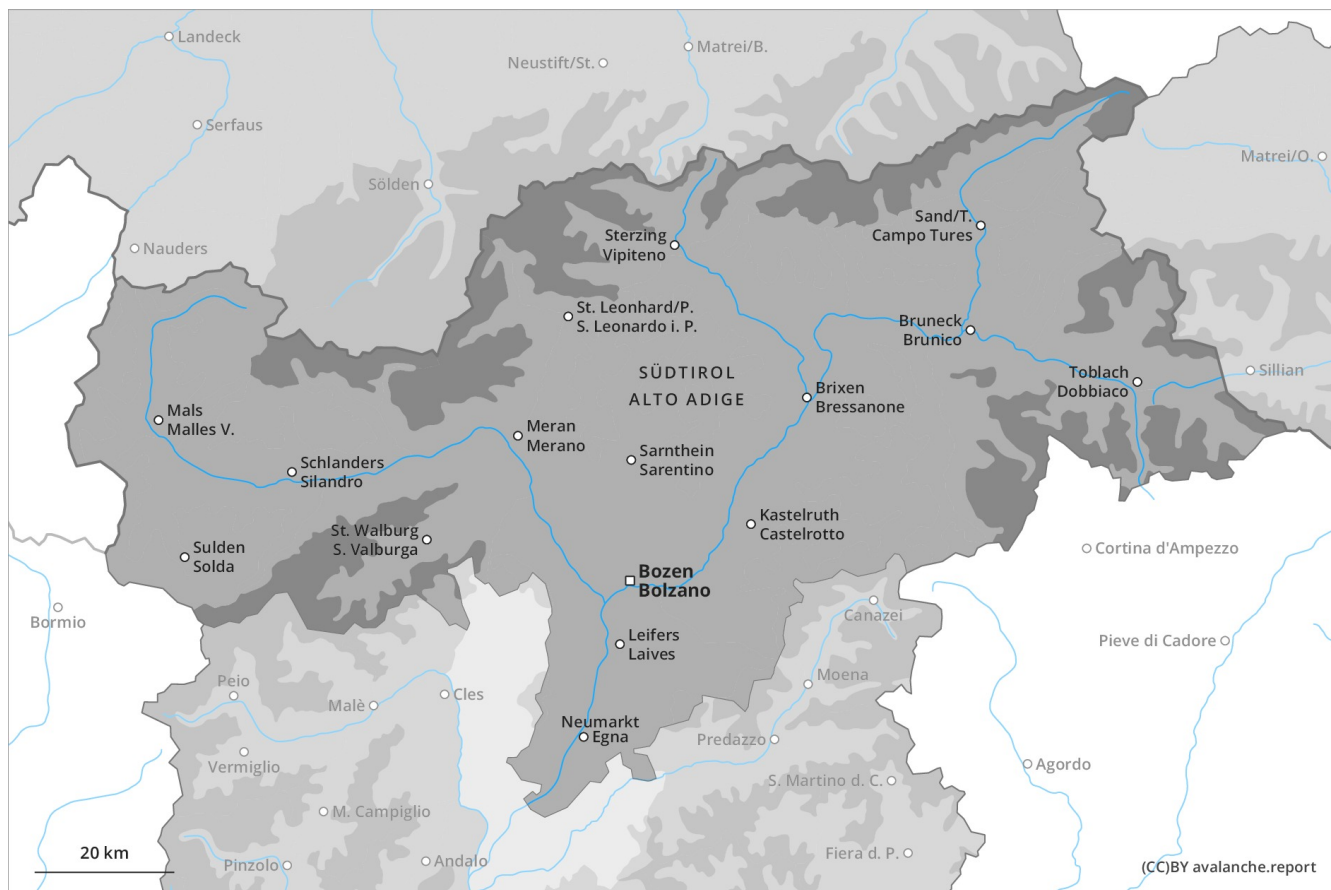 Landeck
Matrei/B.
Neustift/St.
Serfaus
Matrei/O.
Sölden
Sand/T.
Campo Tures
Nauders
Sterzing
Vipiteno
St. Leonhard/P.
S. Leonardo i. P.
Bruneck
Brunico
SÜDTIROL
ALTO ADIGE
Toblach
Dobbiaco
Sillian
Brixen
Bressanone
Mals
Malles V.
Meran
Merano
Sarnthein
Sarentino
Schlanders
Silandro
Kastelruth
Castelrotto
St. Walburg
S. Valburga
Sulden
Solda
Cortina d'Ampezzo
Bozen
Bolzano
Bormio
Canazei
Leifers
Laives
Pieve di Cadore
Moena
Peio
Malè
Cles
Neumarkt
Egna
Predazzo
Vermiglio
Agordo
S. Martino d. C.
M. Campiglio
20 km
Pinzolo
Andalo
Fiera d. P.
(CC)BY avalanche.report